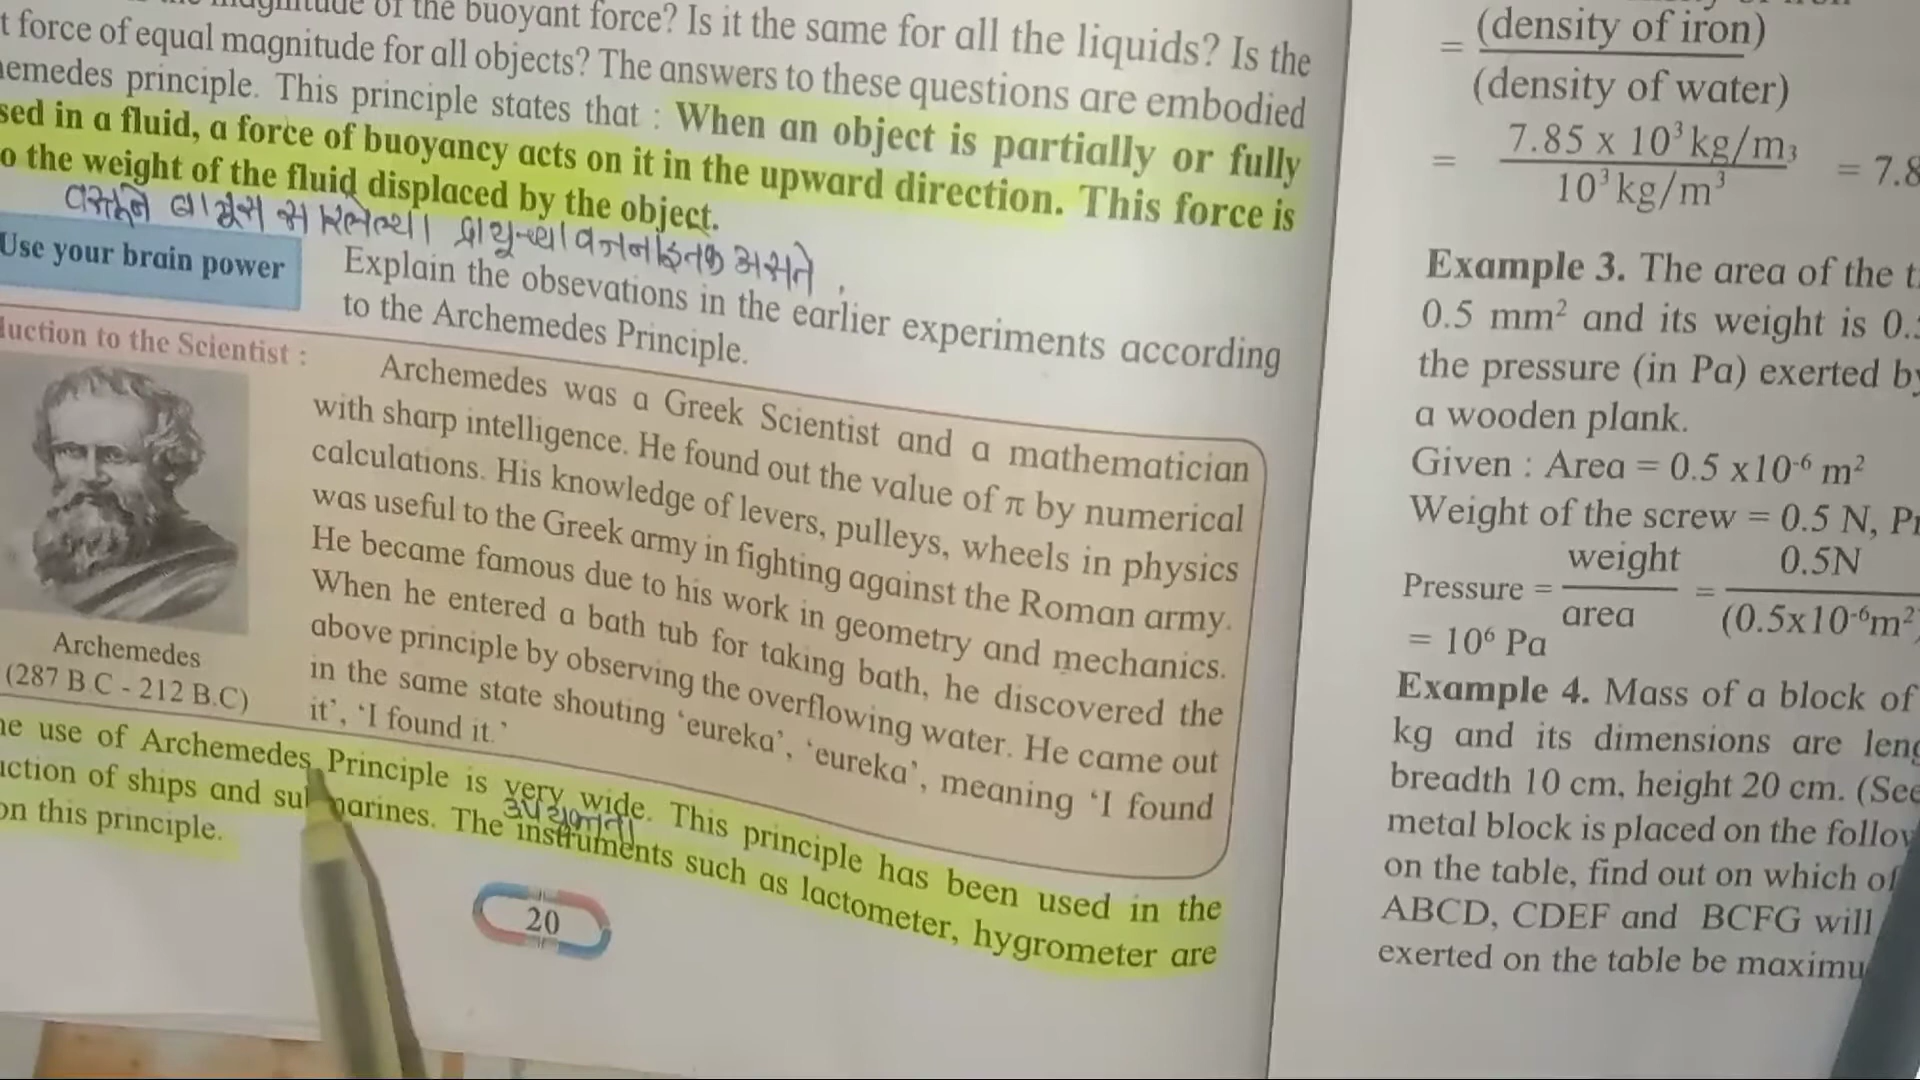 magnitude of the buoyant force? Is it the same for all the liquids? Is the
t force of equal magnitude for all objects? The answers to these questions are embodied
emedes principle. This principle states that : When an object is partially or fully
sed in a fluid, a force of buoyancy acts on it in the upward direction. This force is
o the weight of the fluid displaced by the object.
Use your brain power
Explain the obsevations in the earlier experiments according
to the Archemedes Principle.
duction to the Scientist :
Archemedes was a Greek Scientist and a mathematician
with sharp intelligence. He found out the value of π by numerical
calculations. His knowledge of levers, pulleys, wheels in physics
was useful to the Greek army in fighting against the Roman army.
He became famous due to his work in geometry and mechanics.
When he entered a bath tub for taking bath, he discovered the
above principle by observing the overflowing water. He came out
in the same state shouting ‘eureka’, ‘eureka’, meaning ‘I found
it’, ‘I found it.’
Archemedes
(287 B.C - 212 B.C)
he use of Archemedes Principle is very wide. This principle has been used in the
uction of ships and submarines. The instruments such as lactometer, hygrometer are
on this principle.
20
= (density of iron)
(density of water)
= 7.85 x 10³ kg/m3 = 7.8
10³ kg/m³
Example 3. The area of the t
0.5 mm² and its weight is 0.
the pressure (in Pa) exerted by
a wooden plank.
Given : Area = 0.5 x10⁻⁶ m²
Weight of the screw = 0.5 N, Pr
Pressure = weight = 0.5N
area (0.5x10⁻⁶m²
= 10⁶ Pa
Example 4. Mass of a block of
kg and its dimensions are leng
breadth 10 cm, height 20 cm. (See
metal block is placed on the follow
on the table, find out on which of
ABCD, CDEF and BCFG will
exerted on the table be maximu